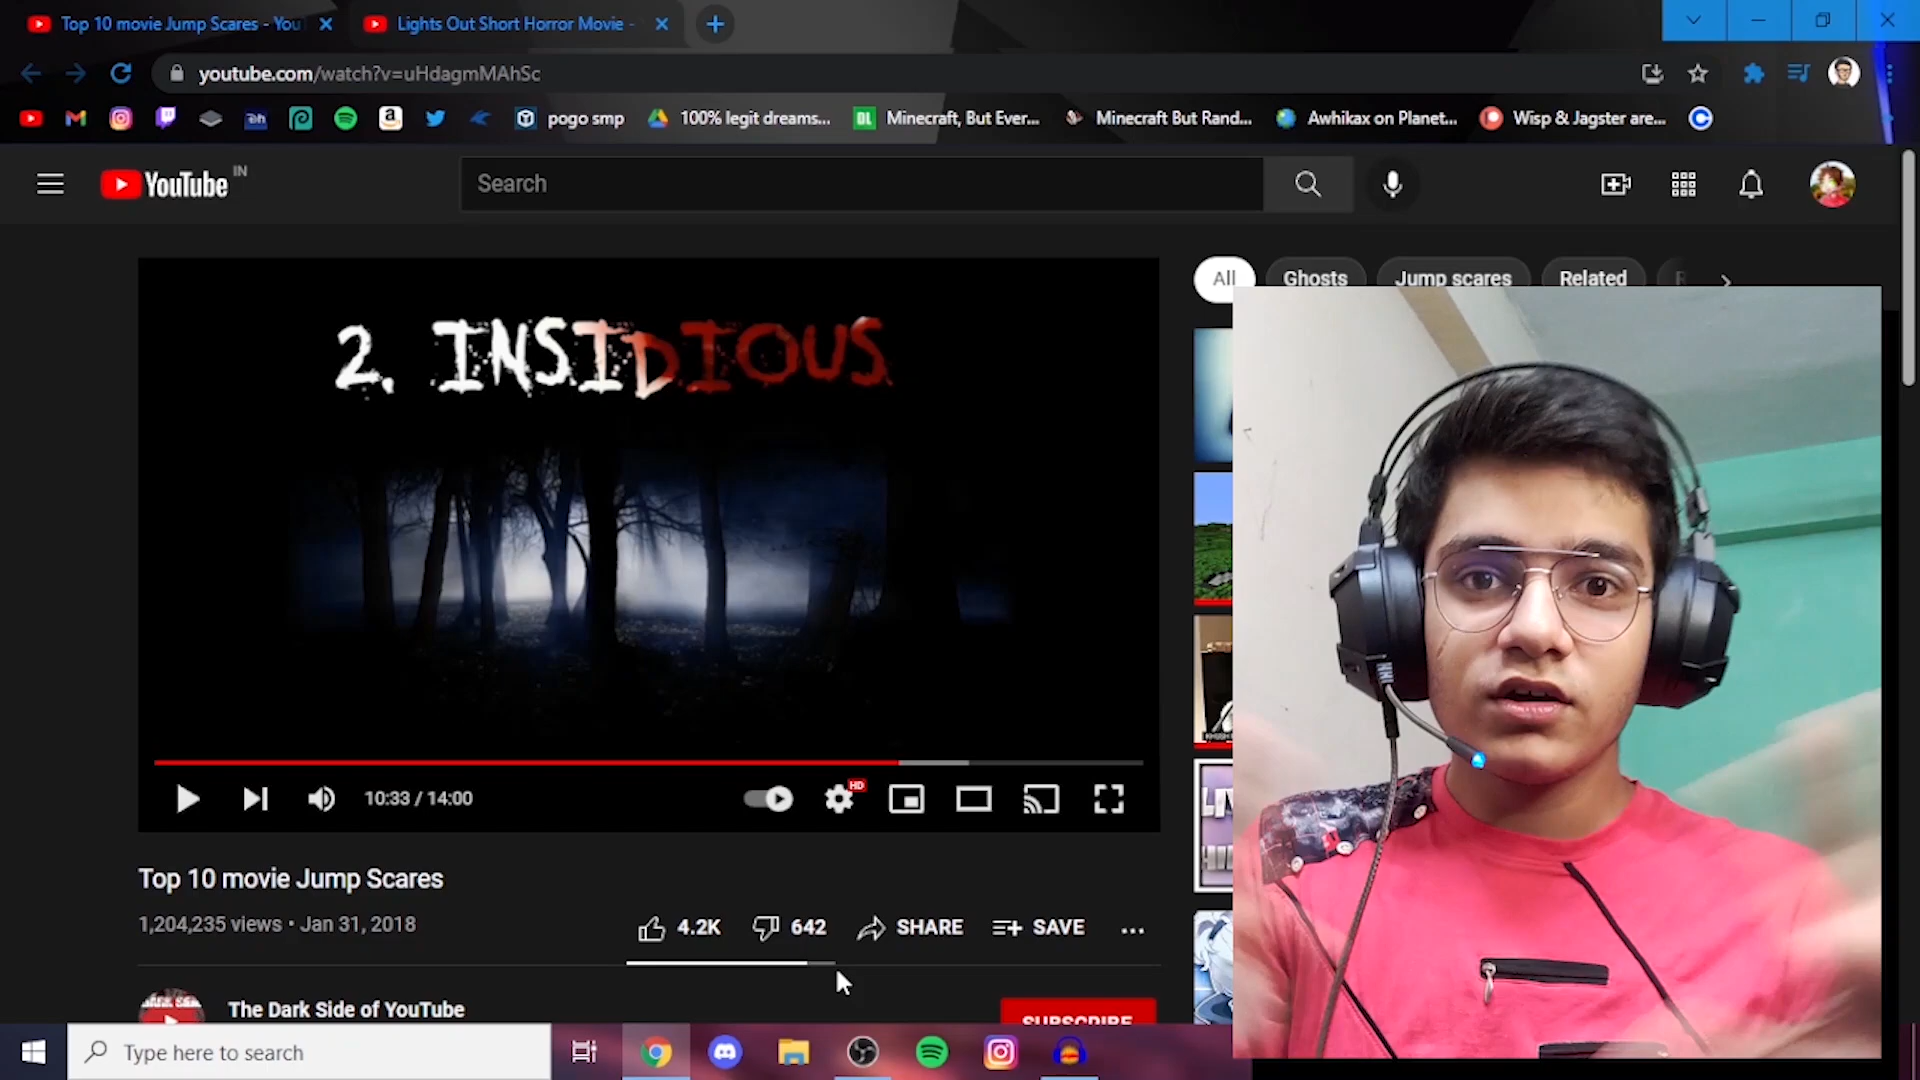 Top 10 movie Jump Scares - You
Lights Out Short Horror Movie -
youtube.com/watch?v=uHdagmMAhSc
pogo smp
100% legit dreams...
Minecraft, But Ever...
Minecraft But Rand...
Awhikax on Planet...
Wisp & Jagster are...
YouTube IN
Search
All
Ghosts
Jump scares
Related
2. INSIDIOUS
10:33 / 14:00
HD
Top 10 movie Jump Scares
1,204,235 views • Jan 31, 2018
4.2K
642
SHARE
SAVE
The Dark Side of YouTube
SUBSCRIBE
Type here to search